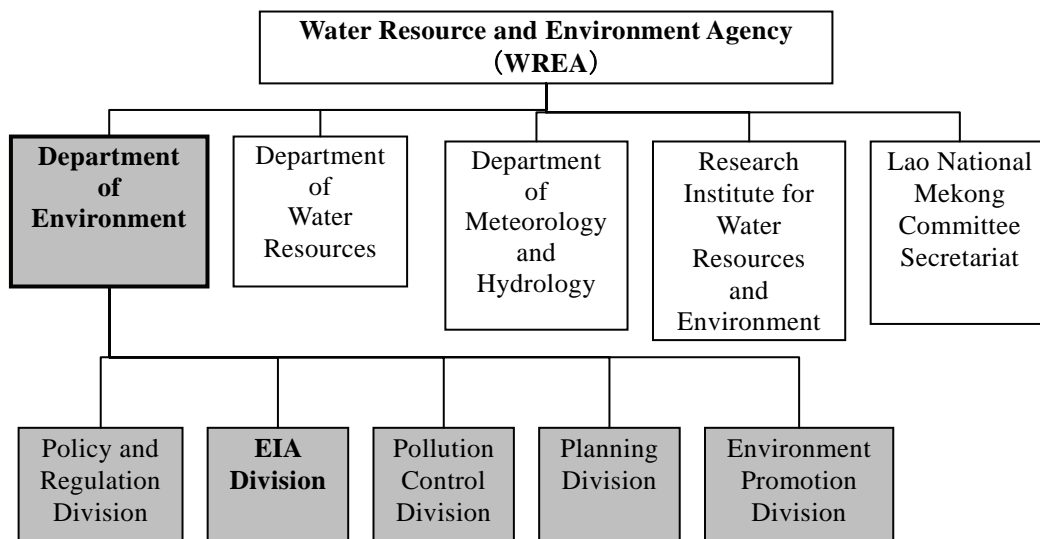 Water Resource and Environment Agency
（WREA）
Department
of
Environment
Department
of
Water
Resources
Department
of
Meteorology
and
Hydrology
Research
Institute for
Water
Resources
and
Environment
Lao National
Mekong
Committee
Secretariat
Policy and
Regulation
Division
EIA
Division
Pollution
Control
Division
Planning
Division
Environment
Promotion
Division